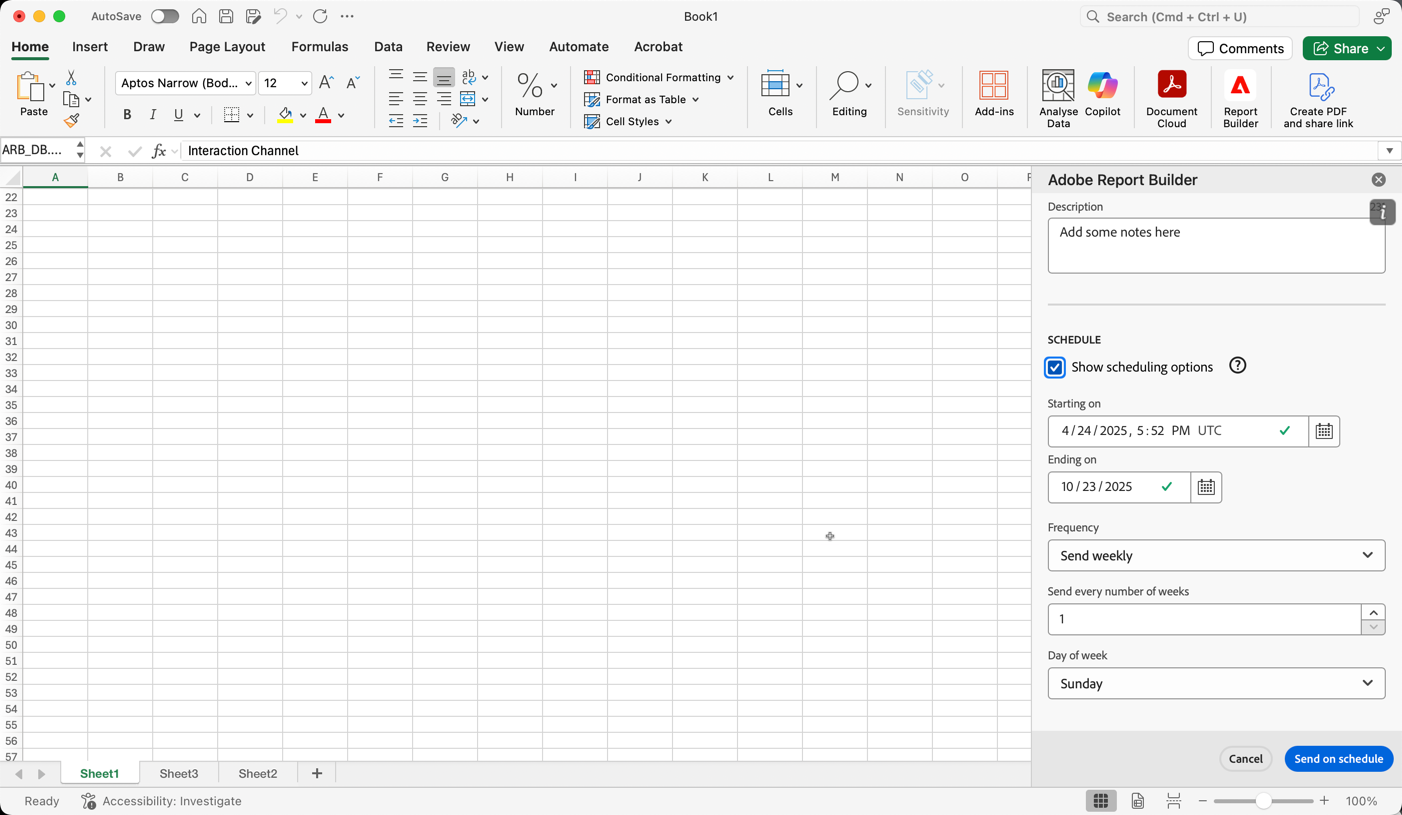 AutoSave
Book1
Search (Cmd + Ctrl + U)
Home Insert Draw Page Layout Formulas Data Review View Automate Acrobat
Comments Share
Paste
Aptos Narrow (Bod... 12 A A
B I U A
ab
Number
Conditional Formatting
Format as Table
Cell Styles
Cells
Editing
Sensitivity
Add-ins
Analyse Data
Copilot
Document Cloud
Report Builder
Create PDF and share link
ARB_DB.... fx Interaction Channel
A B C D E F G H I J K L M N O
22
23
24
25
26
27
28
29
30
31
32
33
34
35
36
37
38
39
40
41
42
43
44
45
46
47
48
49
50
51
52
53
54
55
56
57
Adobe Report Builder
Description
Add some notes here
SCHEDULE
Show scheduling options ?
Starting on
4/24/2025, 5:52 PM UTC
Ending on
10/23/2025
Frequency
Send weekly
Send every number of weeks
1
Day of week
Sunday
Cancel Send on schedule
Sheet1 Sheet3 Sheet2 +
Ready Accessibility: Investigate
100%